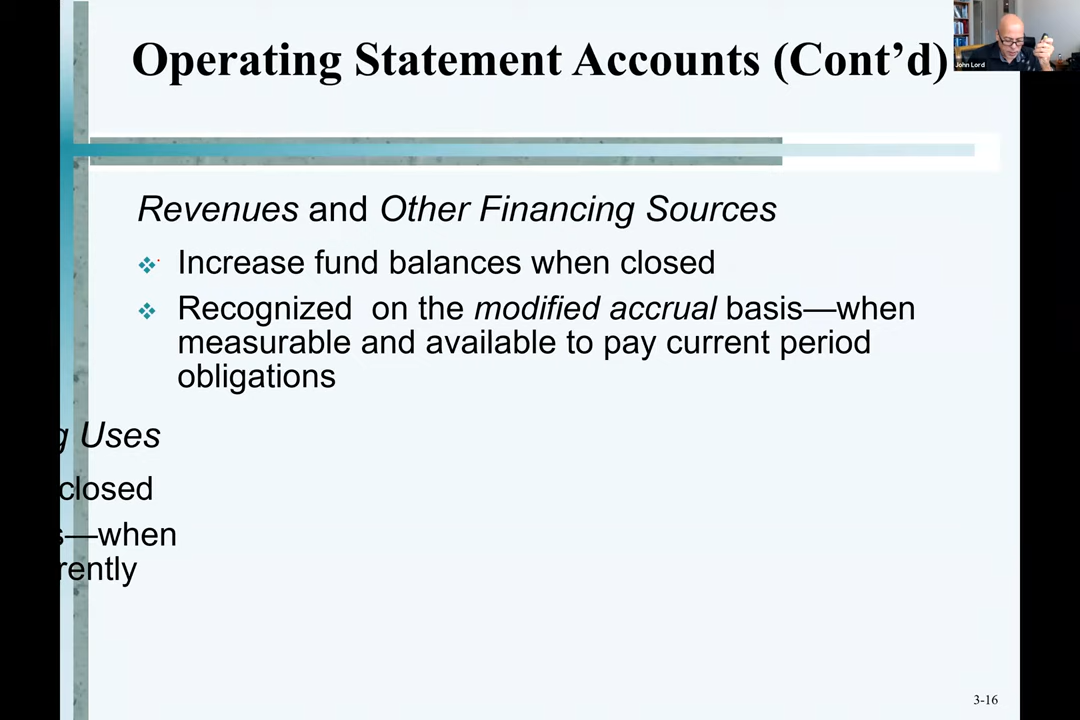 Operating Statement Accounts (Cont’d)
John Lord
Revenues and Other Financing Sources
Increase fund balances when closed
Recognized on the modified accrual basis—when
measurable and available to pay current period
obligations
Uses
closed
—when
3-16